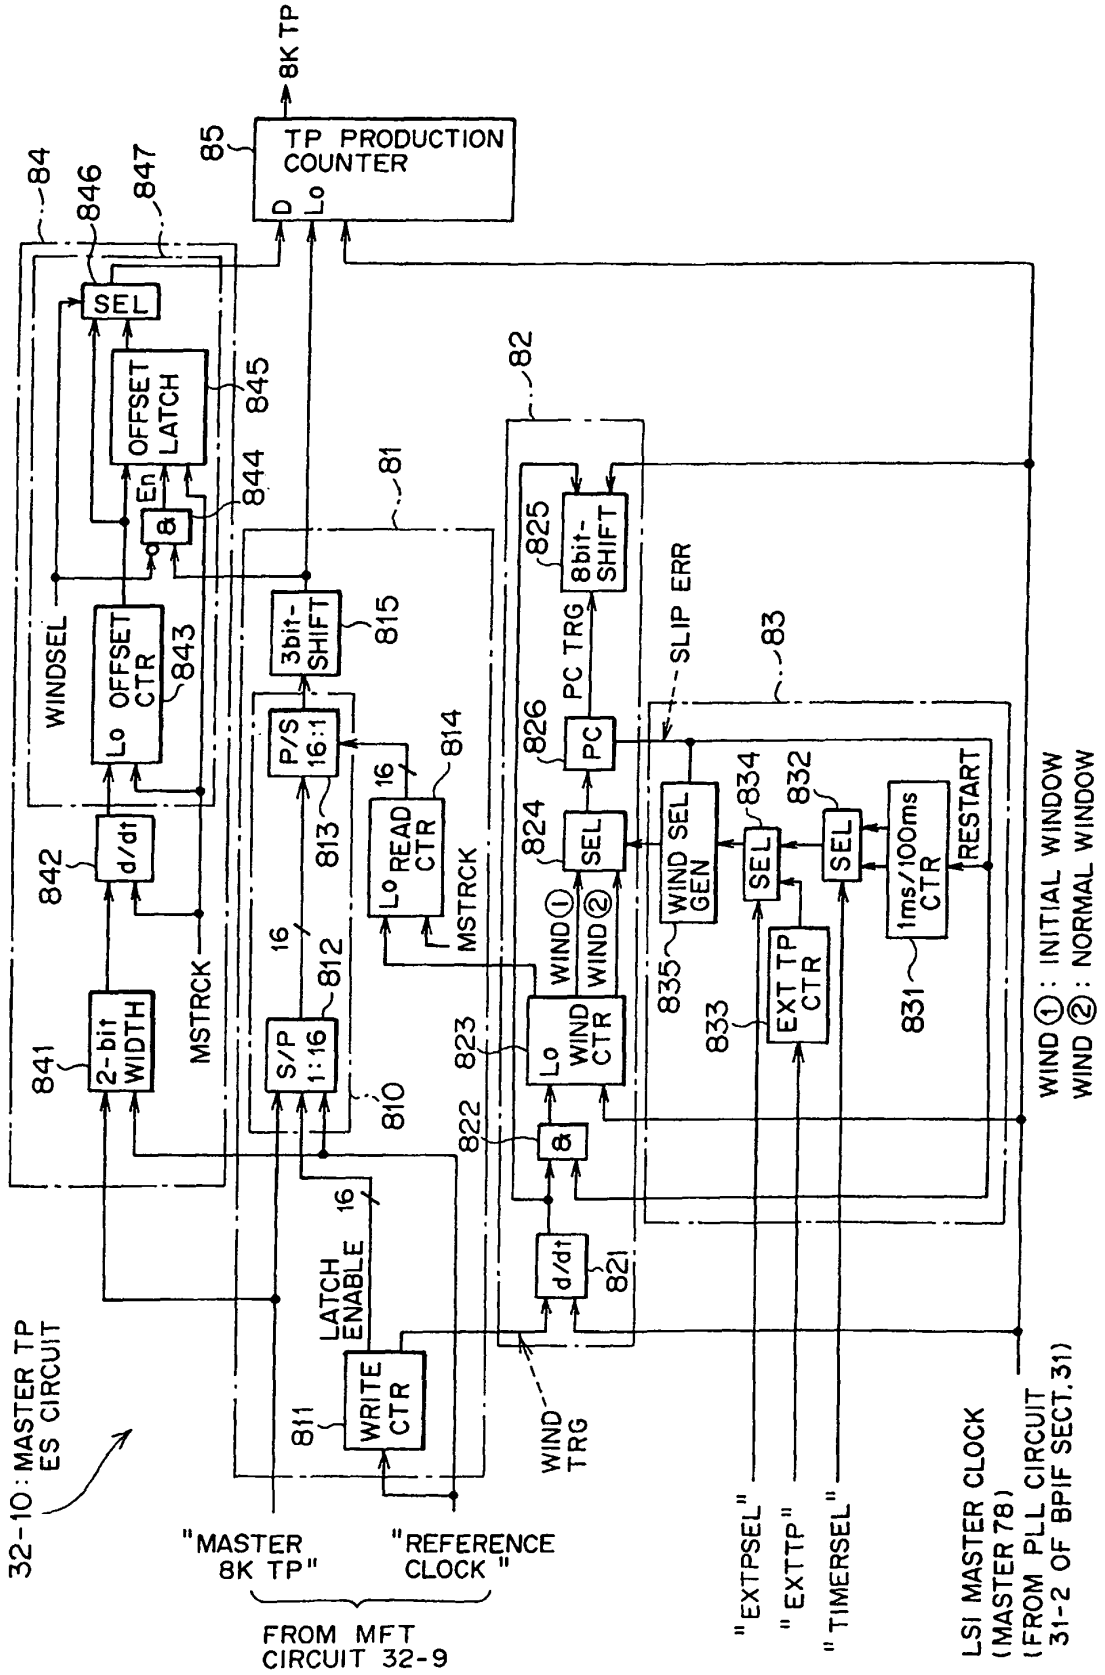 32-10: MASTER TP
ES CIRCUIT
"MASTER
8K TP"
"REFERENCE
CLOCK"
FROM MFT
CIRCUIT 32-9
84
841
2-bit
WIDTH
842
d/dt
MSTRCK
WINDSEL
Lo
OFFSET
CTR
843
&
844
En
OFFSET
LATCH
845
SEL
846
847
85
D
Lo
TP PRODUCTION
COUNTER
8K TP
81
811
WRITE
CTR
LATCH
ENABLE
16
WIND
TRG
810
S/P
1:16
812
16
P/S
16:1
813
16
Lo
READ
CTR
814
MSTRCK
3bit-
SHIFT
815
82
d/dt
821
822
&
823
Lo
WIND
CTR
WIND ①
WIND ②
824
SEL
826
PC
PC TRG
825
8bit-
SHIFT
SLIP ERR
83
835
WIND SEL
GEN
834
SEL
833
EXT TP
CTR
832
SEL
831
1ms/100ms
CTR
RESTART
"EXTPSEL"
"EXTTP"
"TIMERSEL"
LSI MASTER CLOCK
(MASTER 78)
(FROM PLL CIRCUIT
31-2 OF BPIF SECT.31)
WIND ① : INITIAL WINDOW
WIND ② : NORMAL WINDOW